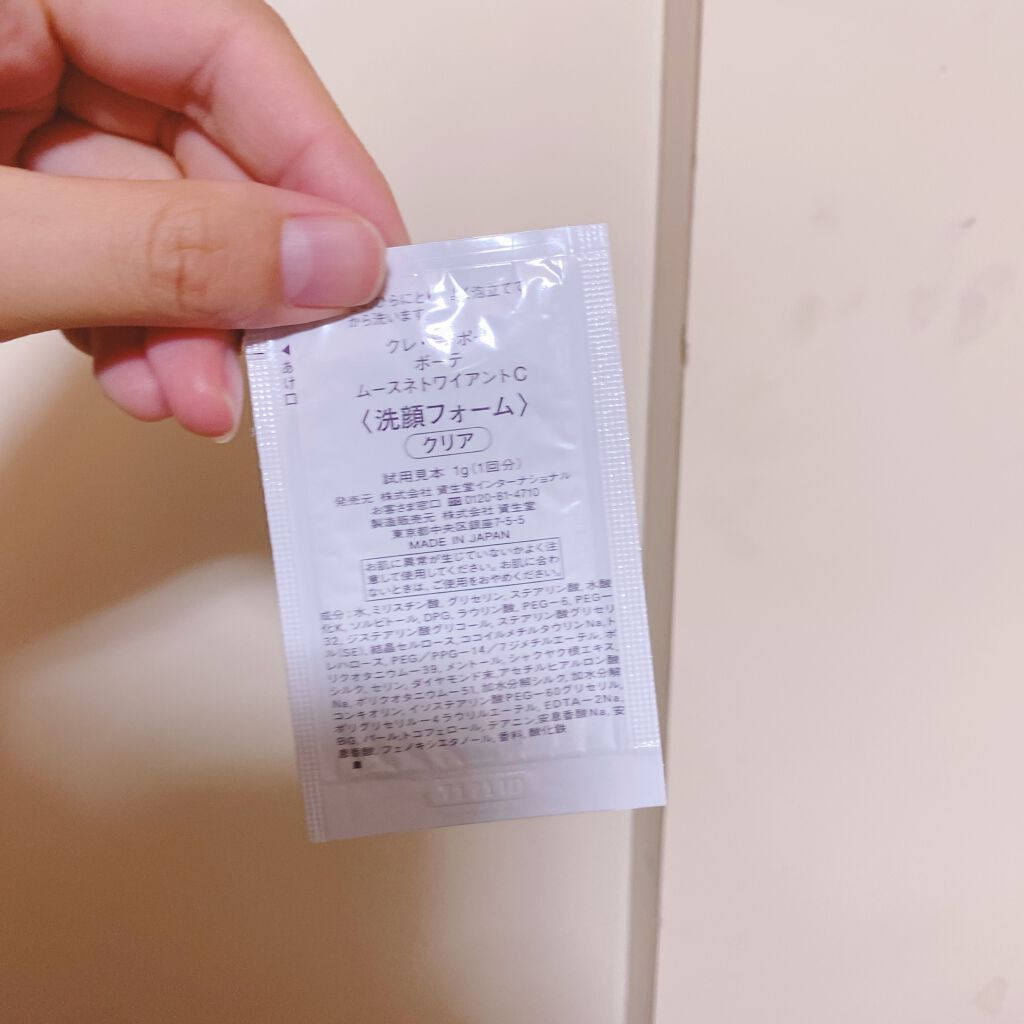 から洗います
◀あけ口
クレ・
ボーテ
ムースネトワイアントC
〈洗顔フォーム〉
クリア
試用見本 1g(1回分)
発売元 株式会社 資生堂インターナショナル
お客さま窓口 0120-81-4710
製造販売元 株式会社 資生堂
東京都中央区銀座7-5-5
MADE IN JAPAN
お肌に異常が生じていないかよく注
意して使用してください。お肌に合わ
ないときは、ご使用をおやめください。
成分:水,ミリスチン酸,グリセリン,ステアリン酸,水酸
化K,ソルビトール,DPG,ラウリン酸,PEG-6,PEG-
32,ジステアリン酸グリコール,ステアリン酸グリセリ
ル(SE),結晶セルロース,ココイルメチルタウリンNa,ト
レハロース,PEG/PPG-14/7ジメチルエーテル,ポ
リクオタニウム-39,メントール,シャクヤク根エキス,
シルク,セリン,ダイヤモンド末,アセチルヒアルロン酸
Na,ポリクオタニウム-51,加水分解シルク,加水分解
コンキオリン,イソステアリン酸PEG-60グリセリル,
ポリグリセリル-4ラウリルエーテル,EDTA-2Na,
BG,パール,トコフェロール,テアニン,安息香酸Na,安
息香酸,フェノキシエタノール,香料,酸化鉄